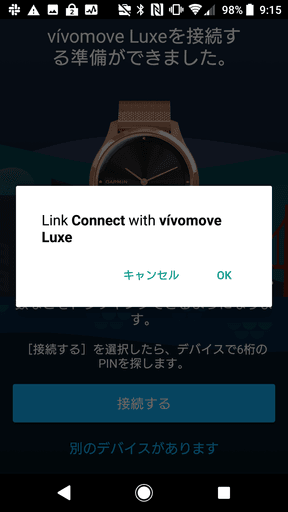 98% 9:15
vívomove Luxeを接続す
る準備ができました。
GARMIN
Link Connect with vívomove
Luxe
キャンセル OK
す。
［接続する］を選択したら、デバイスで6桁の
PINを探します。
接続する
別のデバイスがあります